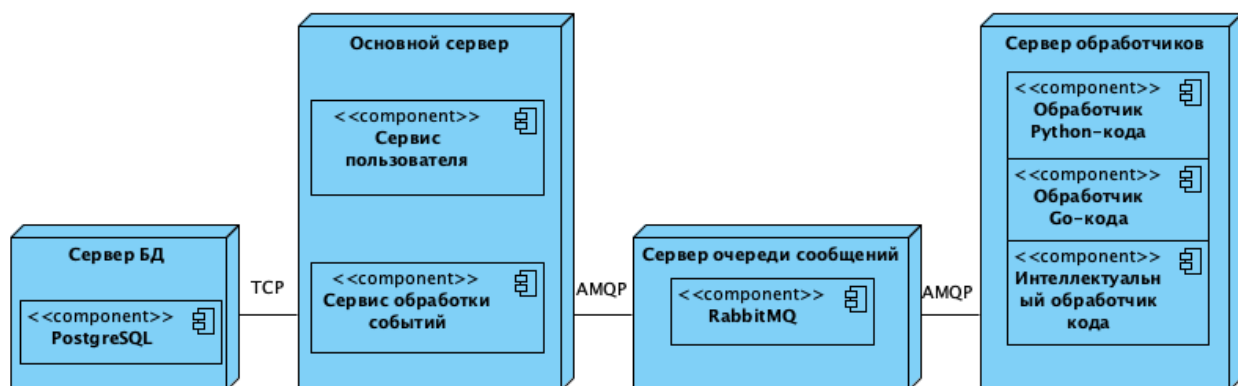 Сервер БД
<<component>>
PostgreSQL
TCP
Основной сервер
<<component>>
Сервис
пользователя
<<component>>
Сервис обработки
событий
AMQP
Сервер очереди сообщений
<<component>>
RabbitMQ
AMQP
Сервер обработчиков
<<component>>
Обработчик
Python-кода
<<component>>
Обработчик
Go-кода
<<component>>
Интеллектуальн
ый обработчик
кода